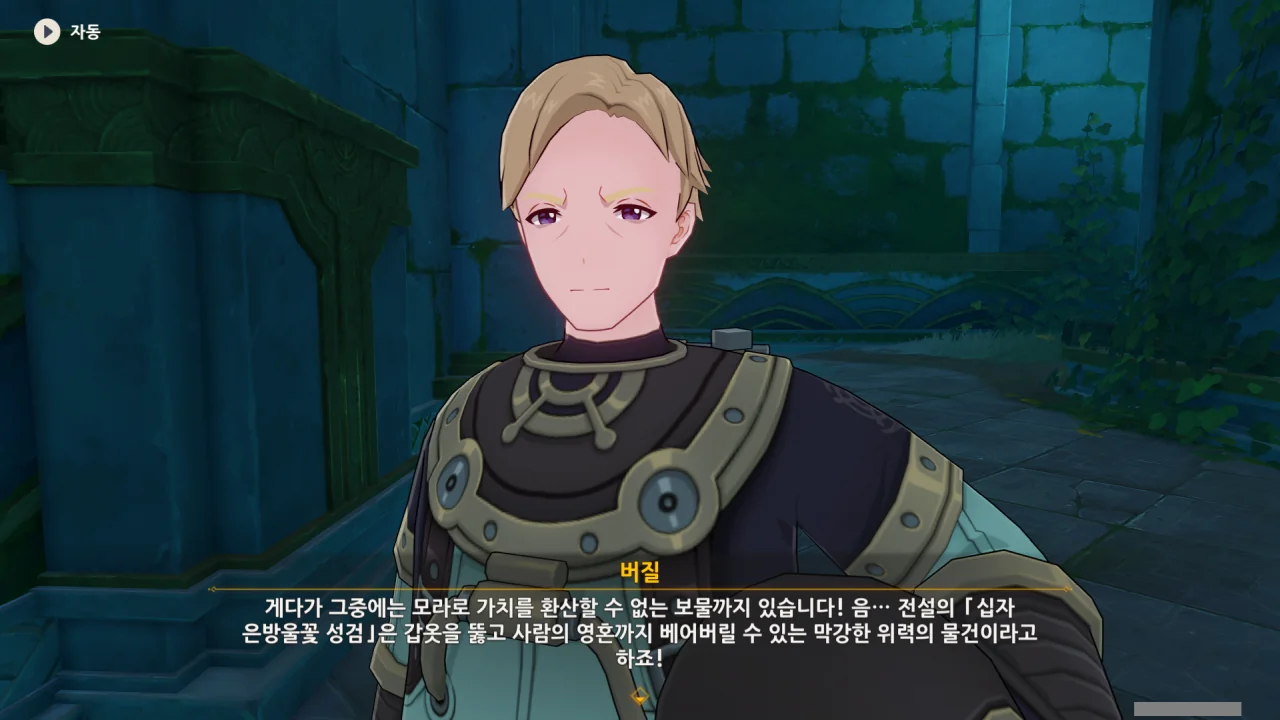 자동
버질
게다가 그중에는 모라로 가치를 환산할 수 없는 보물까지 있습니다! 음… 전설의 「십자
은방울꽃 성검」은 갑옷을 뚫고 사람의 영혼까지 베어버릴 수 있는 막강한 위력의 물건이라고
하죠!